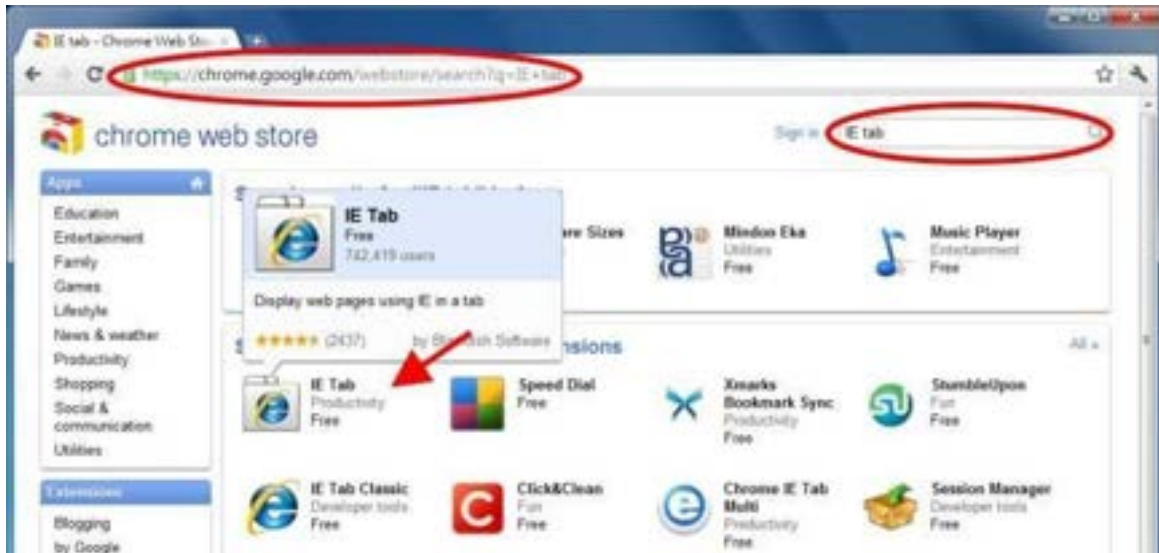 IE tab - Chrome Web Sto
https://chrome.google.com/webstore/search?q=IE+tab
chrome web store
Sign in
IE tab
Apps
Education
Entertainment
Family
Games
Lifestyle
News & weather
Productivity
Shopping
Social &
communication
Utilities
Extensions
Blogging
by Google
IE Tab
Free
742,419 users
Display web pages using IE in a tab
(2437)
by
Software
are Sizes
Mindon Eka
Utilities
Free
Music Player
Entertainment
Free
nsions
All »
IE Tab
Productivity
Free
Speed Dial
Free
Xmarks
Bookmark Sync
Productivity
Free
StumbleUpon
Fun
Free
IE Tab Classic
Developer tools
Free
Click&Clean
Fun
Free
Chrome IE Tab
Multi
Productivity
Free
Session Manager
Developer tools
Free